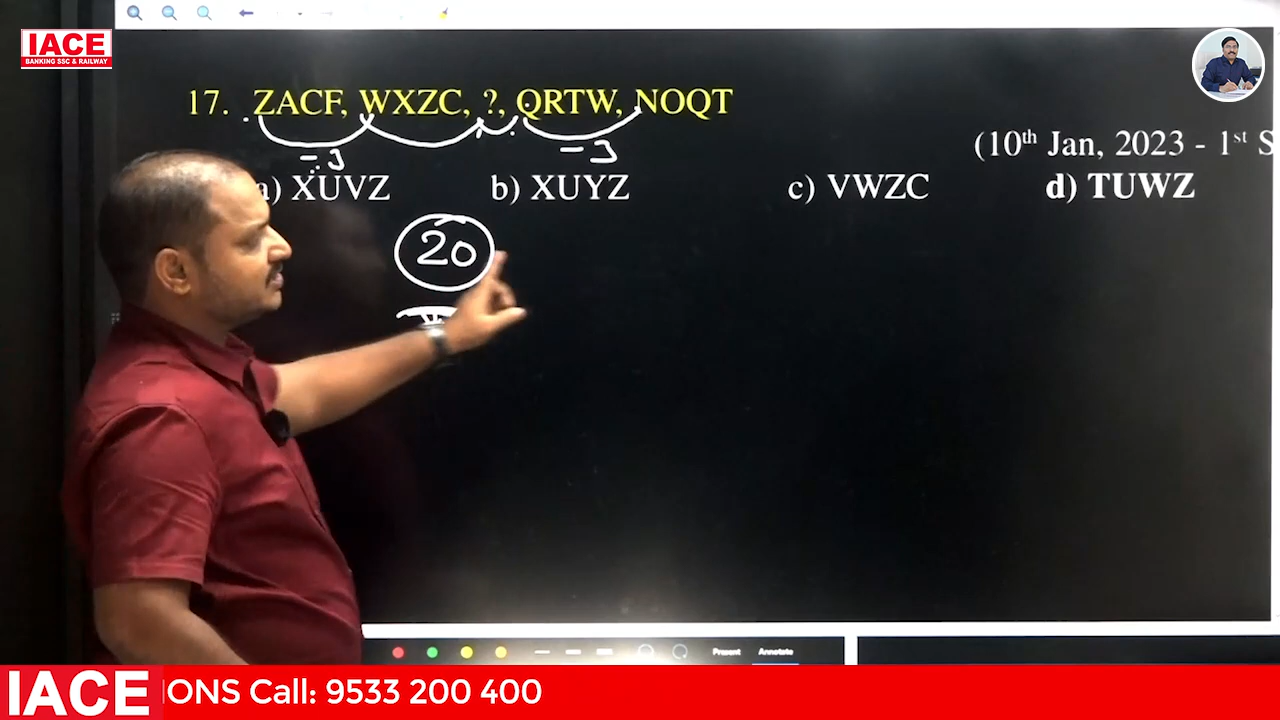 IACE
BANKING SSC & RAILWAY
17. ZACF, WXZC, ?, QRTW, NOQT
(10th Jan, 2023 - 1st S
-3
-3
a) XUVZ b) XUYZ c) VWZC d) TUWZ
20
Present Annotate
IACE IONS Call: 9533 200 400